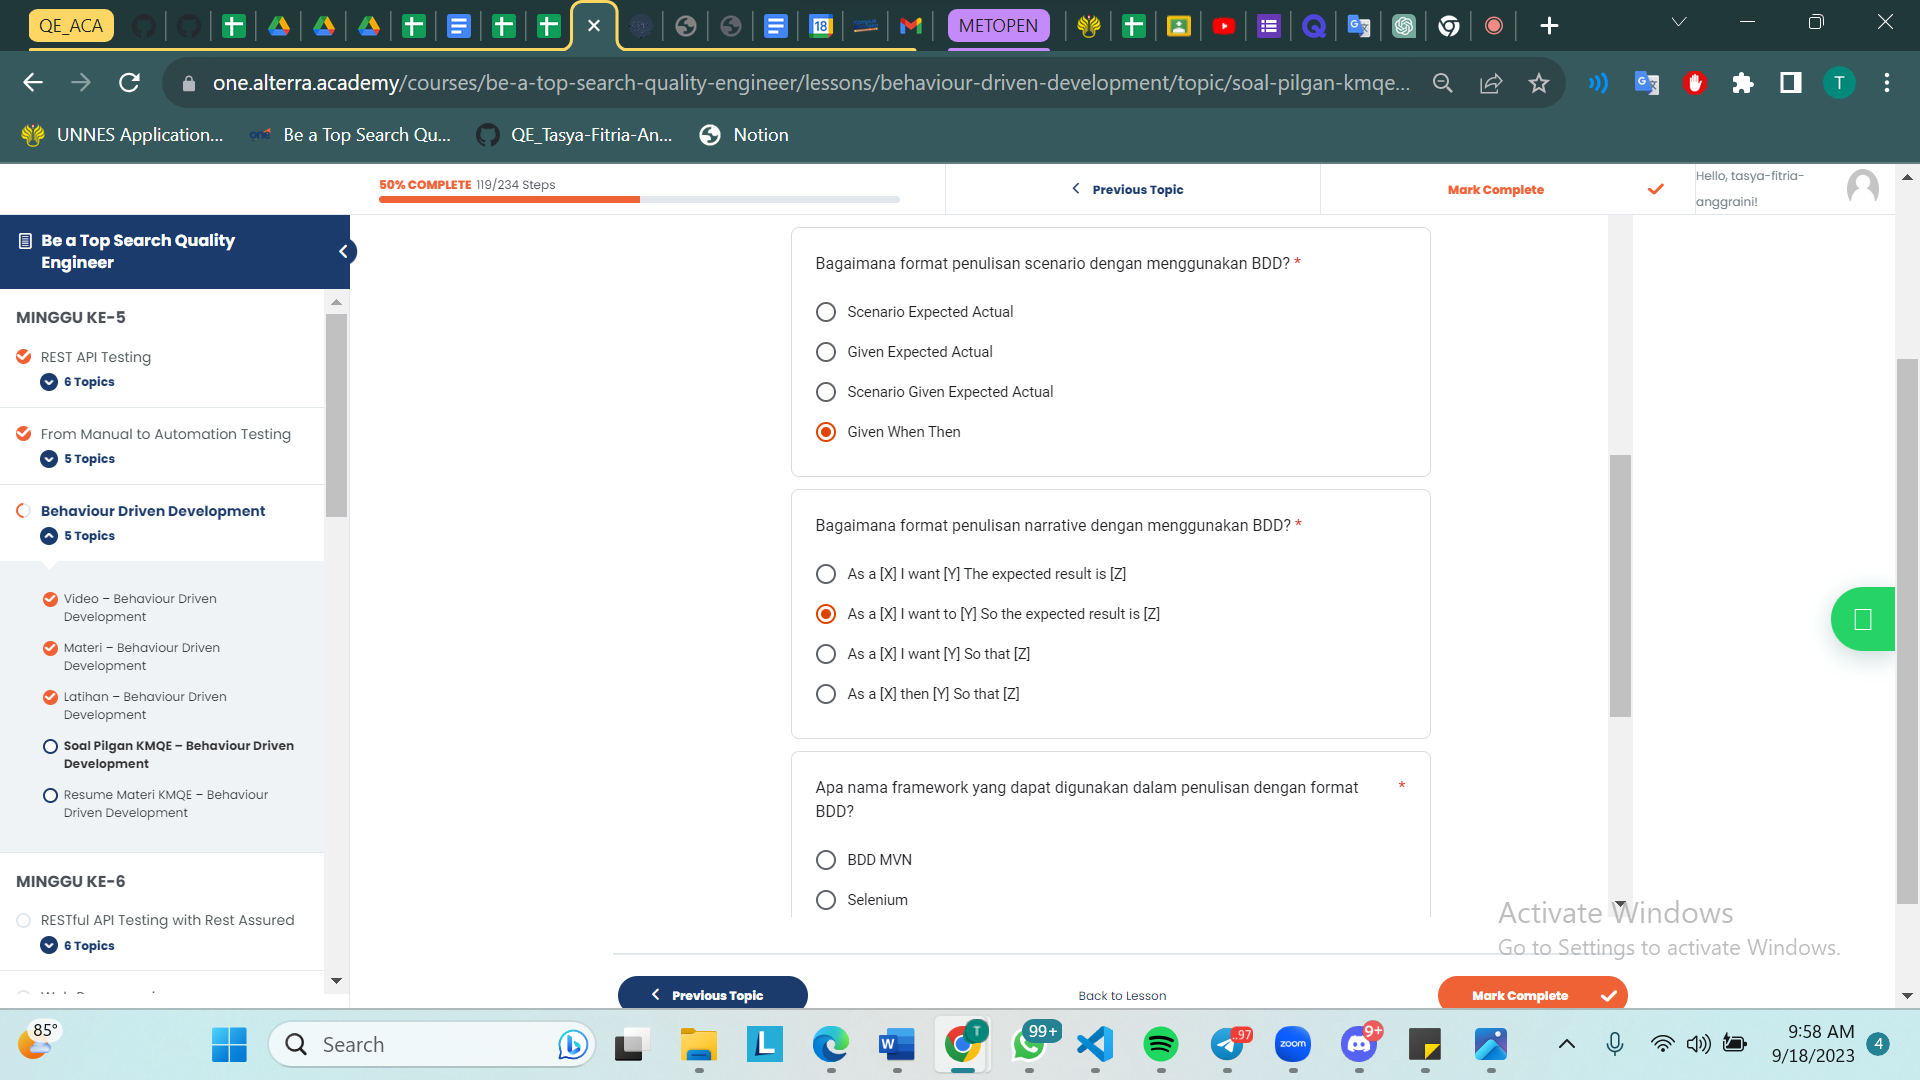 QE_ACA
METOPEN
one.alterra.academy/courses/be-a-top-search-quality-engineer/lessons/behaviour-driven-development/topic/soal-pilgan-kmqe...
T
UNNES Application...
Be a Top Search Qu...
QE_Tasya-Fitria-An...
Notion
50% COMPLETE 119/234 Steps
Previous Topic
Mark Complete
Hello, tasya-fitria-
anggraini!
Be a Top Search Quality
Engineer
MINGGU KE-5
REST API Testing
6 Topics
From Manual to Automation Testing
5 Topics
Behaviour Driven Development
5 Topics
Video – Behaviour Driven
Development
Materi – Behaviour Driven
Development
Latihan – Behaviour Driven
Development
Soal Pilgan KMQE – Behaviour Driven
Development
Resume Materi KMQE – Behaviour
Driven Development
MINGGU KE-6
RESTful API Testing with Rest Assured
6 Topics
Bagaimana format penulisan scenario dengan menggunakan BDD? *
Scenario Expected Actual
Given Expected Actual
Scenario Given Expected Actual
Given When Then
Bagaimana format penulisan narrative dengan menggunakan BDD? *
As a [X] I want [Y] The expected result is [Z]
As a [X] I want to [Y] So the expected result is [Z]
As a [X] I want [Y] So that [Z]
As a [X] then [Y] So that [Z]
Apa nama framework yang dapat digunakan dalam penulisan dengan format *
BDD?
BDD MVN
Selenium
Activate Windows
Go to Settings to activate Windows.
Previous Topic
Back to Lesson
Mark Complete
85°
Search
T
99+
..97
zoom
9+
9:58 AM
9/18/2023
4